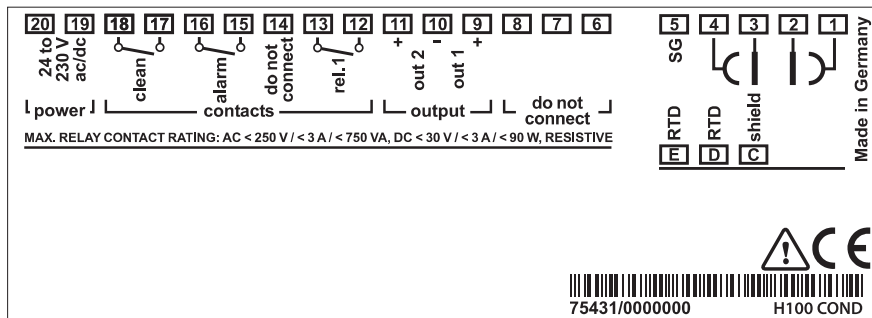 20 19 18 17 16 15 14 13 12 11 10 9 8 7 6 5 4 3 2 1
24 to
230 V
ac/dc
clean
alarm
do not
connect
rel.1
+ - +
out 2
out 1
SG
power
contacts
output
do not
connect
MAX. RELAY CONTACT RATING: AC < 250 V / < 3 A / < 750 VA, DC < 30 V / < 3 A / < 90 W, RESISTIVE
RTD
RTD
shield
E D C
Made in Germany
CE
75431/0000000
H100 COND